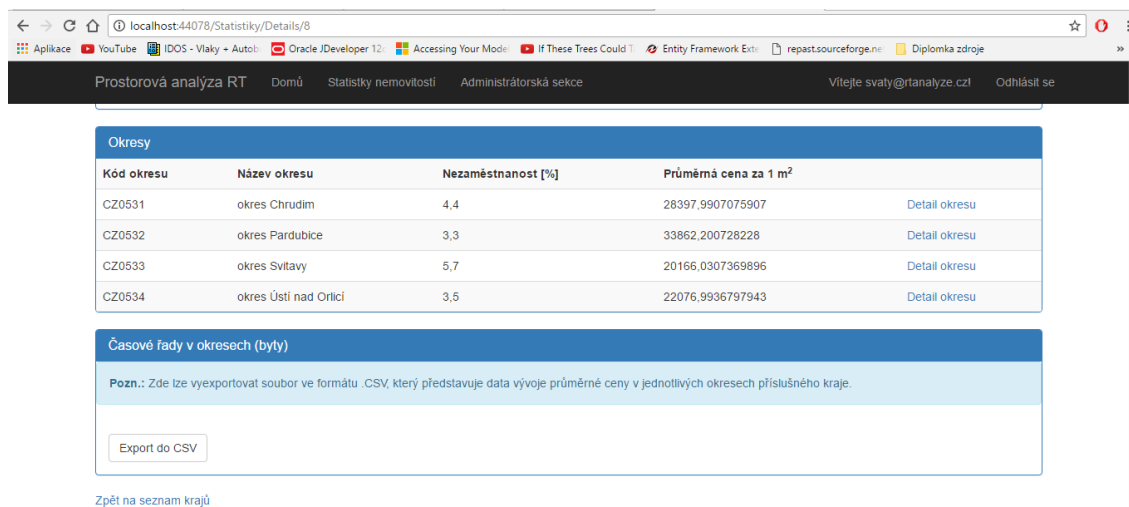 localhost:44078/Statistiky/Details/8
Aplikace YouTube IDOS - Vlaky + Autob Oracle JDeveloper 12c Accessing Your Mode If These Trees Could T Entity Framework Exte repast.sourceforge.ne Diplomka zdroje »
Prostorová analýza RT Domů Statistky nemovitostí Administrátorská sekce Vítejte svaty@rtanalyze.cz! Odhlásit se
Okresy
Kód okresu Název okresu Nezaměstnanost [%] Průměrná cena za 1 m²
CZ0531 okres Chrudim 4,4 28397,9907075907 Detail okresu
CZ0532 okres Pardubice 3,3 33862,200728228 Detail okresu
CZ0533 okres Svitavy 5,7 20166,0307369896 Detail okresu
CZ0534 okres Ústí nad Orlicí 3,5 22076,9936797943 Detail okresu
Časové řady v okresech (byty)
Pozn.: Zde lze vyexportovat soubor ve formátu .CSV, který představuje data vývoje průměrné ceny v jednotlivých okresech příslušného kraje.
Export do CSV
Zpět na seznam krajů